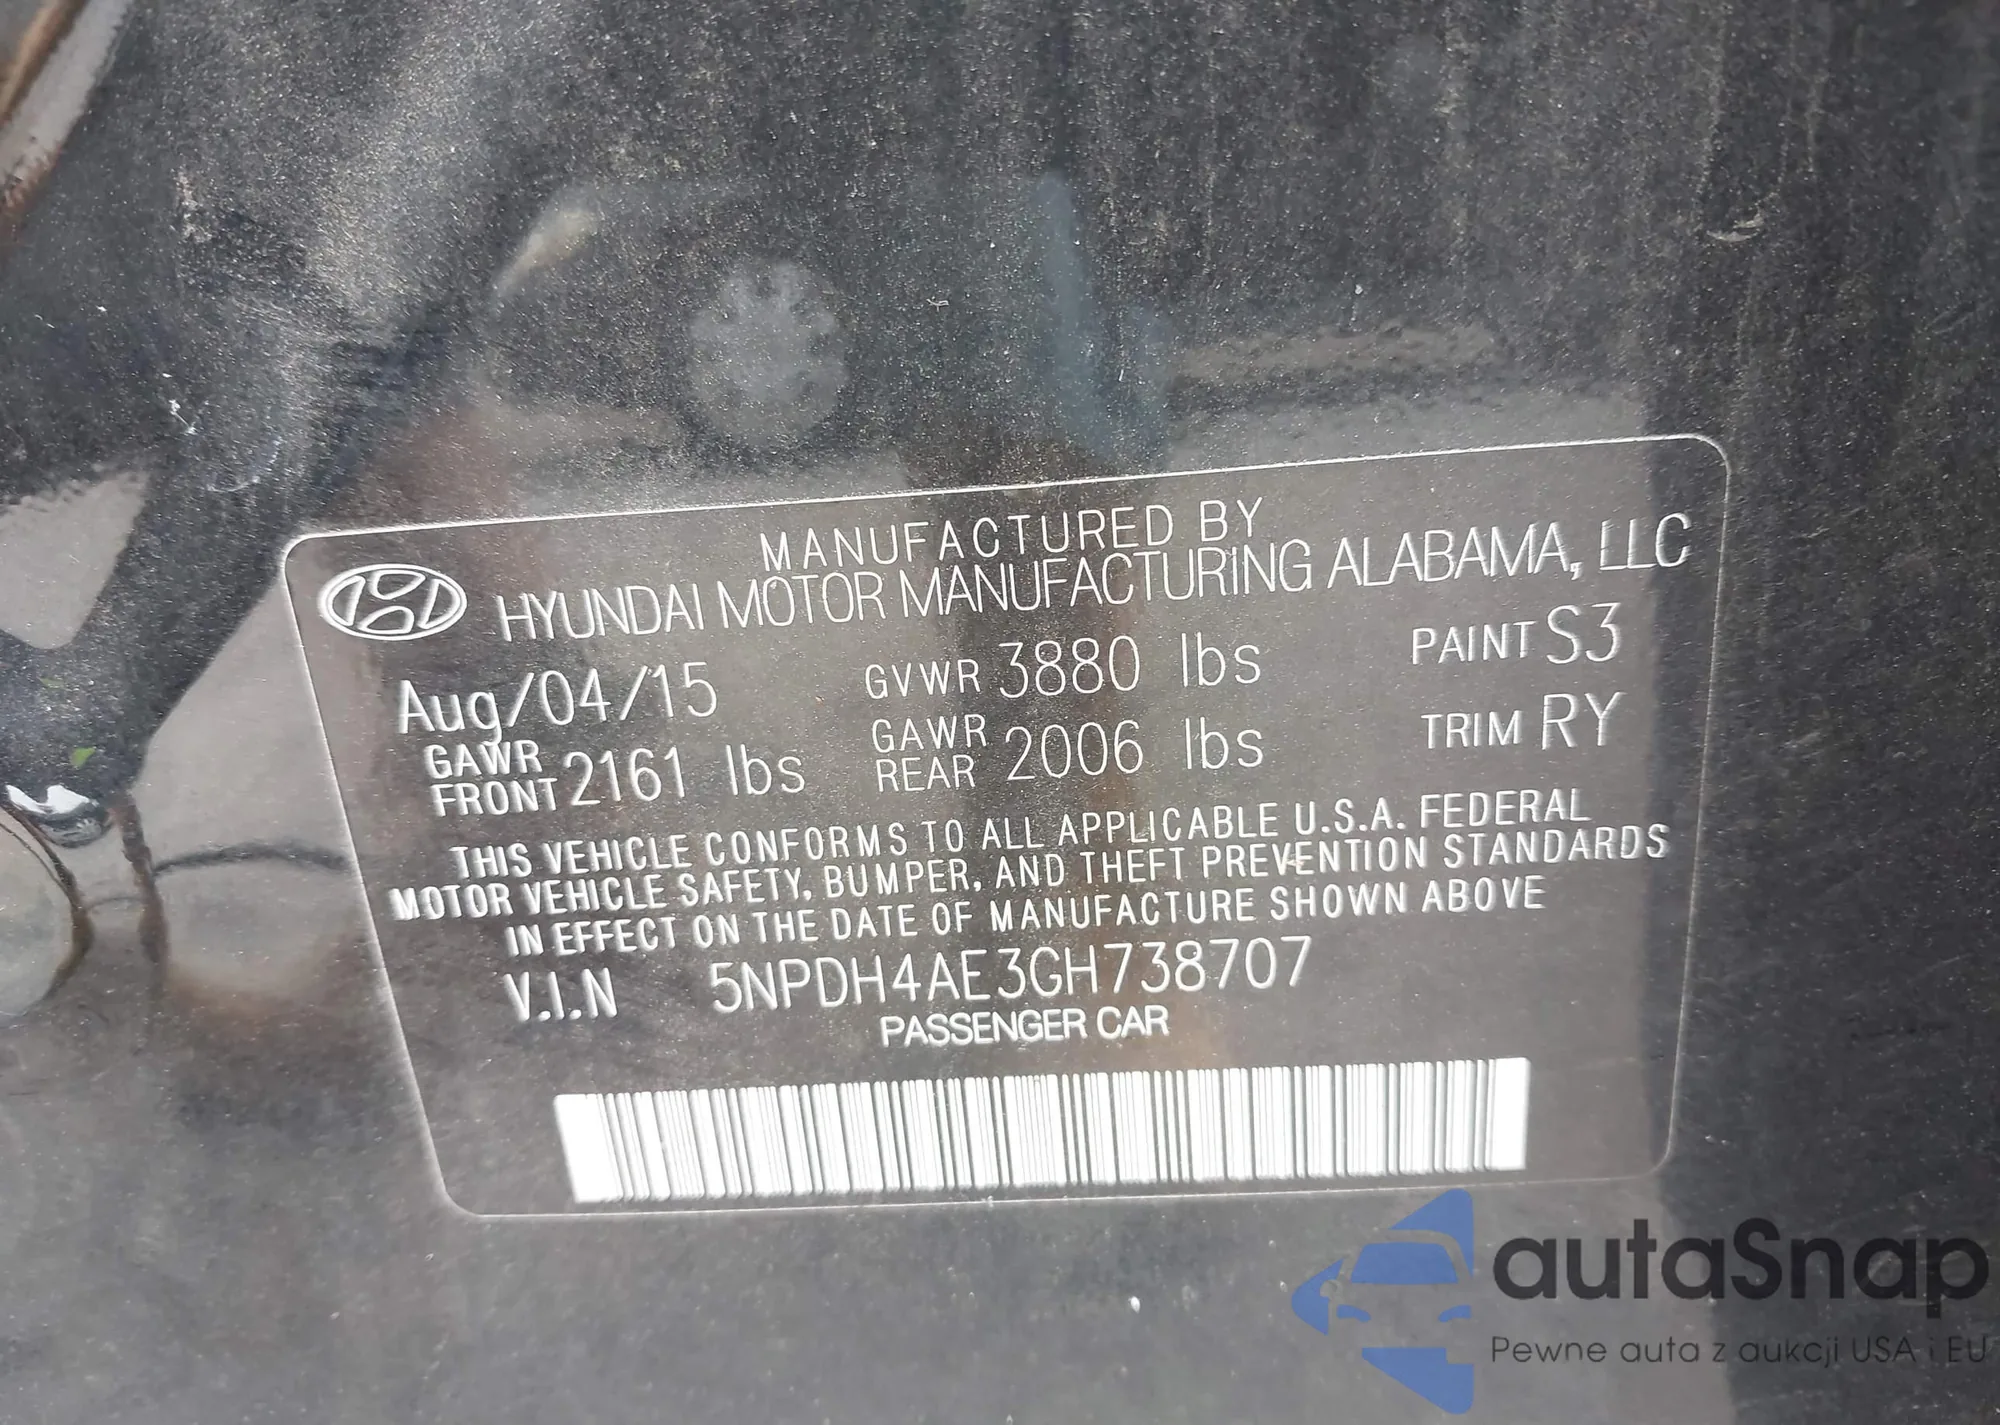 MANUFACTURED BY
HYUNDAI MOTOR MANUFACTURING ALABAMA, LLC
Aug/04/15 GVWR 3880 lbs PAINT S3
GAWR FRONT 2161 lbs GAWR REAR 2006 lbs TRIM RY
THIS VEHICLE CONFORMS TO ALL APPLICABLE U.S.A. FEDERAL
MOTOR VEHICLE SAFETY, BUMPER, AND THEFT PREVENTION STANDARDS
IN EFFECT ON THE DATE OF MANUFACTURE SHOWN ABOVE
V.I.N 5NPDH4AE3GH738707
PASSENGER CAR
autaSnap
Pewne auta z aukcji USA i EU